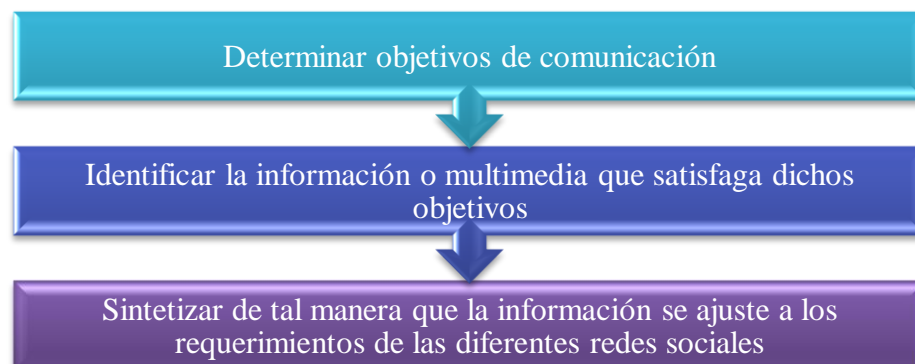 Determinar objetivos de comunicación
Identificar la información o multimedia que satisfaga dichos
objetivos
Sintetizar de tal manera que la información se ajuste a los
requerimientos de las diferentes redes sociales